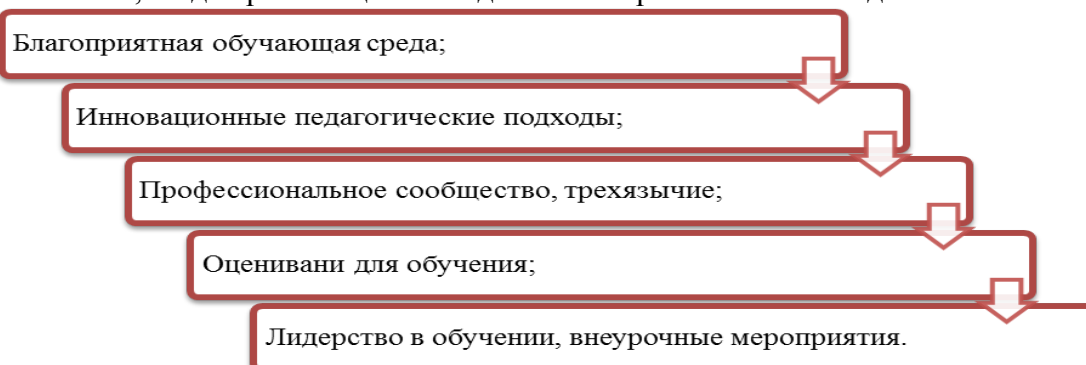 Благоприятная обучающая среда;
Инновационные педагогические подходы;
Профессиональное сообщество, трехязычие;
Оценивани для обучения;
Лидерство в обучении, внеурочные мероприятия.